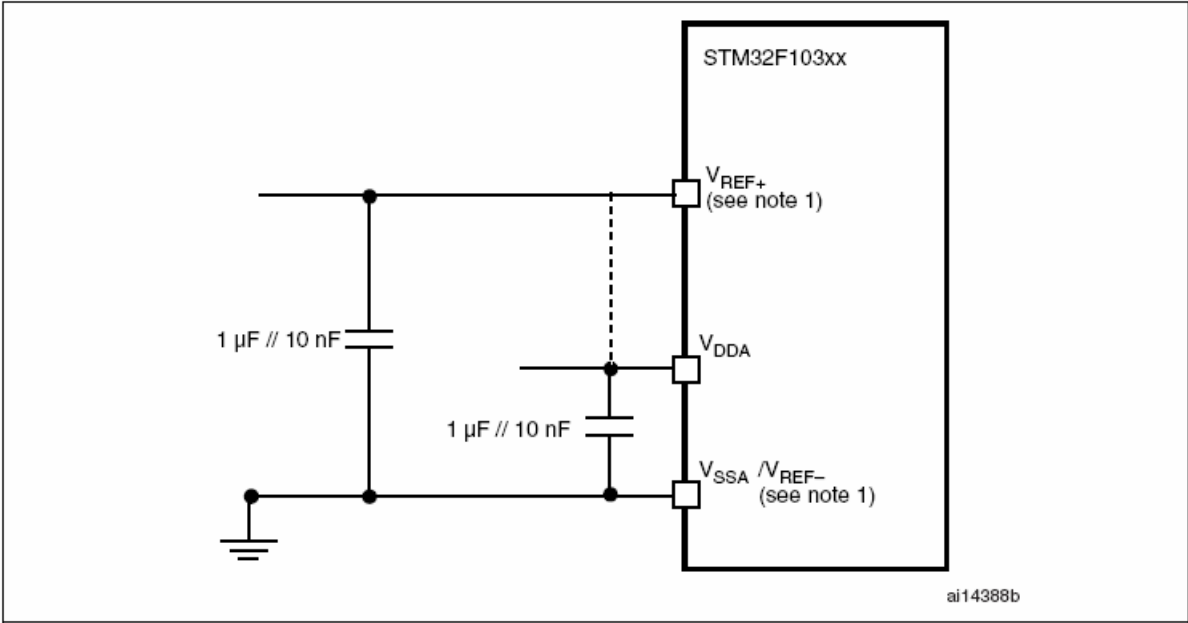 STM32F103xx
VREF+
(see note 1)
1 µF // 10 nF
VDDA
1 µF // 10 nF
VSSA /VREF–
(see note 1)
ai14388b